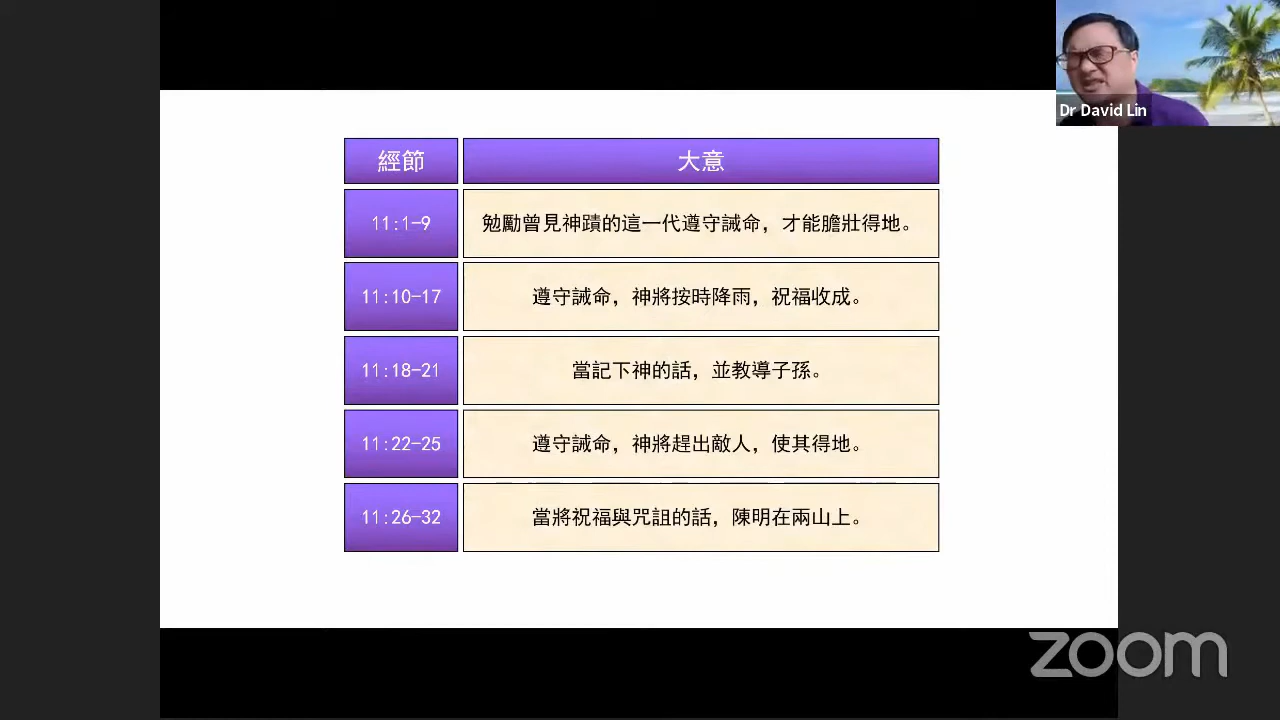 Dr David Lin
經節 大意
11:1-9 勉勵曾見神蹟的這一代遵守誡命，才能膽壯得地。
11:10-17 遵守誡命，神將按時降雨，祝福收成。
11:18-21 當記下神的話，並教導子孫。
11:22-25 遵守誡命，神將趕出敵人，使其得地。
11:26-32 當將祝福與咒詛的話，陳明在兩山上。
zoom